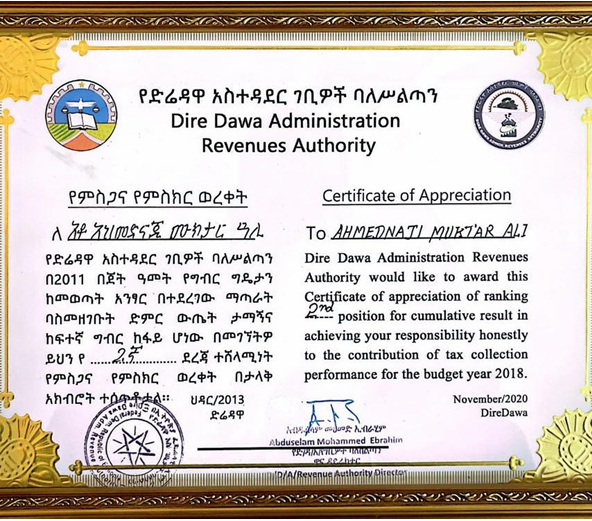 የድሬዳዋ አስተዳደር ገቢዎች ባለሥልጣን
Dire Dawa Administration
Revenues Authority
የምስጋና የምስክር ወረቀት
ለ አቶ አህመድናጂ ሙክታር ዓሊ
የድሬዳዋ አስተዳደር ገቢዎች ባለሥልጣን
በ2011 በጀት ዓመት የግብር ግዴታን
ከመወጣት አንፃር በተደረገው ማጣራት
ባስመዘገቡት ድምር ውጤት ታማኝና
ከፍተኛ ግብር ከፋይ ሆነው በመገኘትዎ
ይህን የ ......2ኛ............ ደረጃ ተሸላሚነት
የምስጋና የምስክር ወረቀት በታላቅ
አክብሮት ተሰጥቶታል።
ህዳር/2013
ድሬዳዋ
Certificate of Appreciation
To AHMEDNATI MUKTAR ALI
Dire Dawa Administration Revenues
Authority would like to award this
Certificate of appreciation of ranking
2nd position for cumulative result in
achieving your responsibility honestly
to the contribution of tax collection
performance for the budget year 2018.
November/2020
DireDawa
አብዱሰላም መሀመድ ኢብራሂም
Abduselam Mohammed Ebrahim
ዋና ዳይሬክተር
D/A/Revenue Authority Director